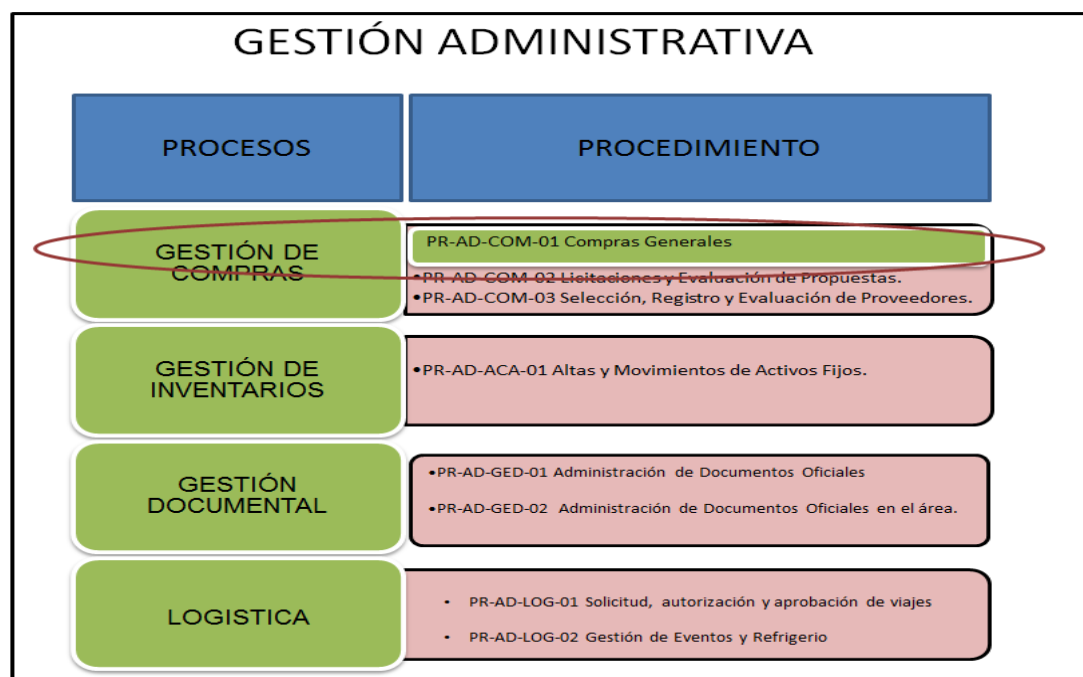 GESTIÓN ADMINISTRATIVA
PROCESOS
PROCEDIMIENTO
GESTIÓN DE
COMPRAS
PR-AD-COM-01 Compras Generales
•PR-AD-COM-02 Licitaciones y Evaluación de Propuestas.
•PR-AD-COM-03 Selección, Registro y Evaluación de Proveedores.
GESTIÓN DE
INVENTARIOS
•PR-AD-ACA-01 Altas y Movimientos de Activos Fijos.
GESTIÓN
DOCUMENTAL
•PR-AD-GED-01 Administración de Documentos Oficiales
•PR-AD-GED-02 Administración de Documentos Oficiales en el área.
LOGISTICA
• PR-AD-LOG-01 Solicitud, autorización y aprobación de viajes
• PR-AD-LOG-02 Gestión de Eventos y Refrigerio